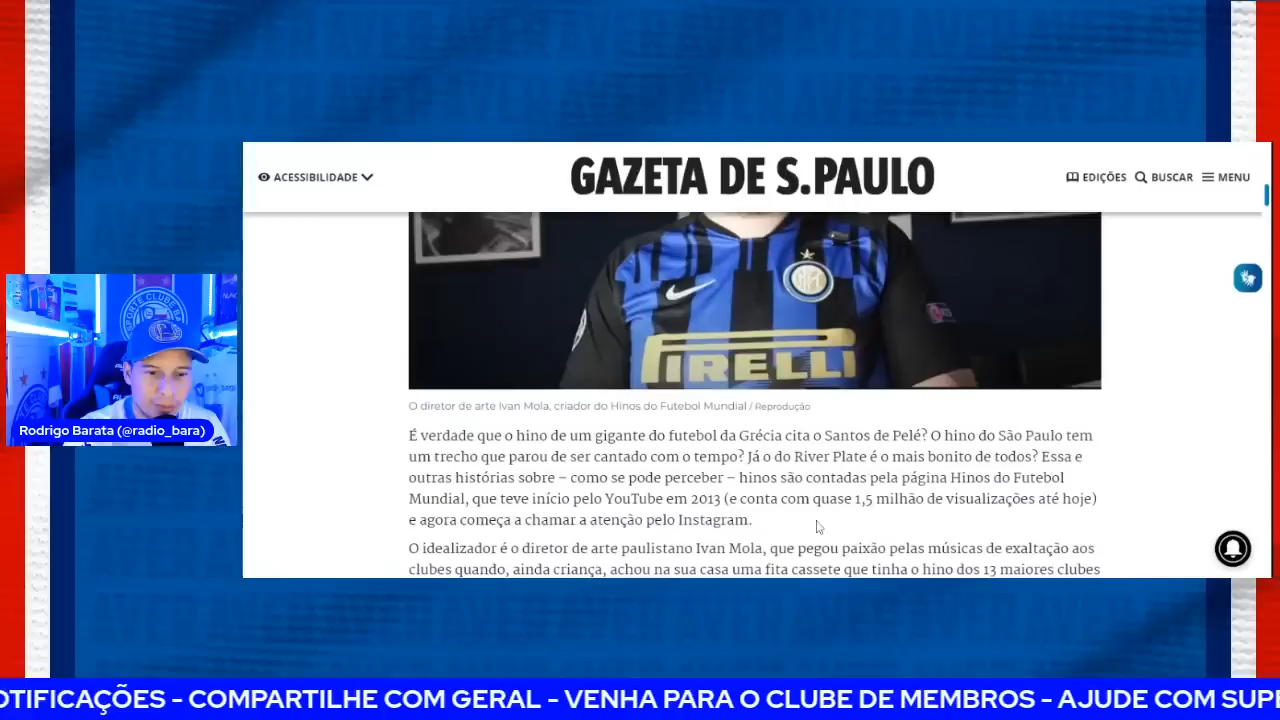 ACESSIBILIDADE
GAZETA DE S.PAULO
EDIÇÕES BUSCAR MENU
PIRELLI
O diretor de arte Ivan Mola, criador do Hinos do Futebol Mundial / Reprodução
É verdade que o hino de um gigante do futebol da Grécia cita o Santos de Pelé? O hino do São Paulo tem
um trecho que parou de ser cantado com o tempo? Já o do River Plate é o mais bonito de todos? Essa e
outras histórias sobre – como se pode perceber – hinos são contadas pela página Hinos do Futebol
Mundial, que teve início pelo YouTube em 2013 (e conta com quase 1,5 milhão de visualizações até hoje)
e agora começa a chamar a atenção pelo Instagram.
O idealizador é o diretor de arte paulistano Ivan Mola, que pegou paixão pelas músicas de exaltação aos
clubes quando, ainda criança, achou na sua casa uma fita cassete que tinha o hino dos 13 maiores clubes
ESPORTE CLUBE BA
Rodrigo Barata (@radio_bara)
OTIFICAÇÕES - COMPARTILHE COM GERAL - VENHA PARA O CLUBE DE MEMBROS - AJUDE COM SUPE